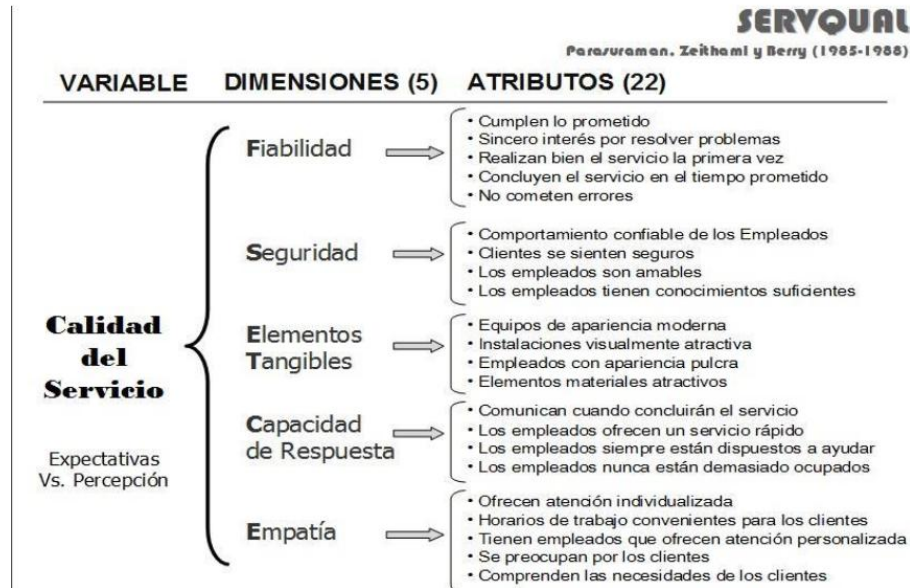 SERVQUAL
Parasuraman, Zeithaml y Berry (1985-1988)
VARIABLE DIMENSIONES (5) ATRIBUTOS (22)
Calidad
del
Servicio
Expectativas
Vs. Percepción
Fiabilidad
• Cumplen lo prometido
• Sincero interés por resolver problemas
• Realizan bien el servicio la primera vez
• Concluyen el servicio en el tiempo prometido
• No cometen errores
Seguridad
• Comportamiento confiable de los Empleados
• Clientes se sienten seguros
• Los empleados son amables
• Los empleados tienen conocimientos suficientes
Elementos
Tangibles
• Equipos de apariencia moderna
• Instalaciones visualmente atractiva
• Empleados con apariencia pulcra
• Elementos materiales atractivos
Capacidad
de Respuesta
• Comunican cuando concluirán el servicio
• Los empleados ofrecen un servicio rápido
• Los empleados siempre están dispuestos a ayudar
• Los empleados nunca están demasiado ocupados
Empatía
• Ofrecen atención individualizada
• Horarios de trabajo convenientes para los clientes
• Tienen empleados que ofrecen atención personalizada
• Se preocupan por los clientes
• Comprenden las necesidades de los clientes